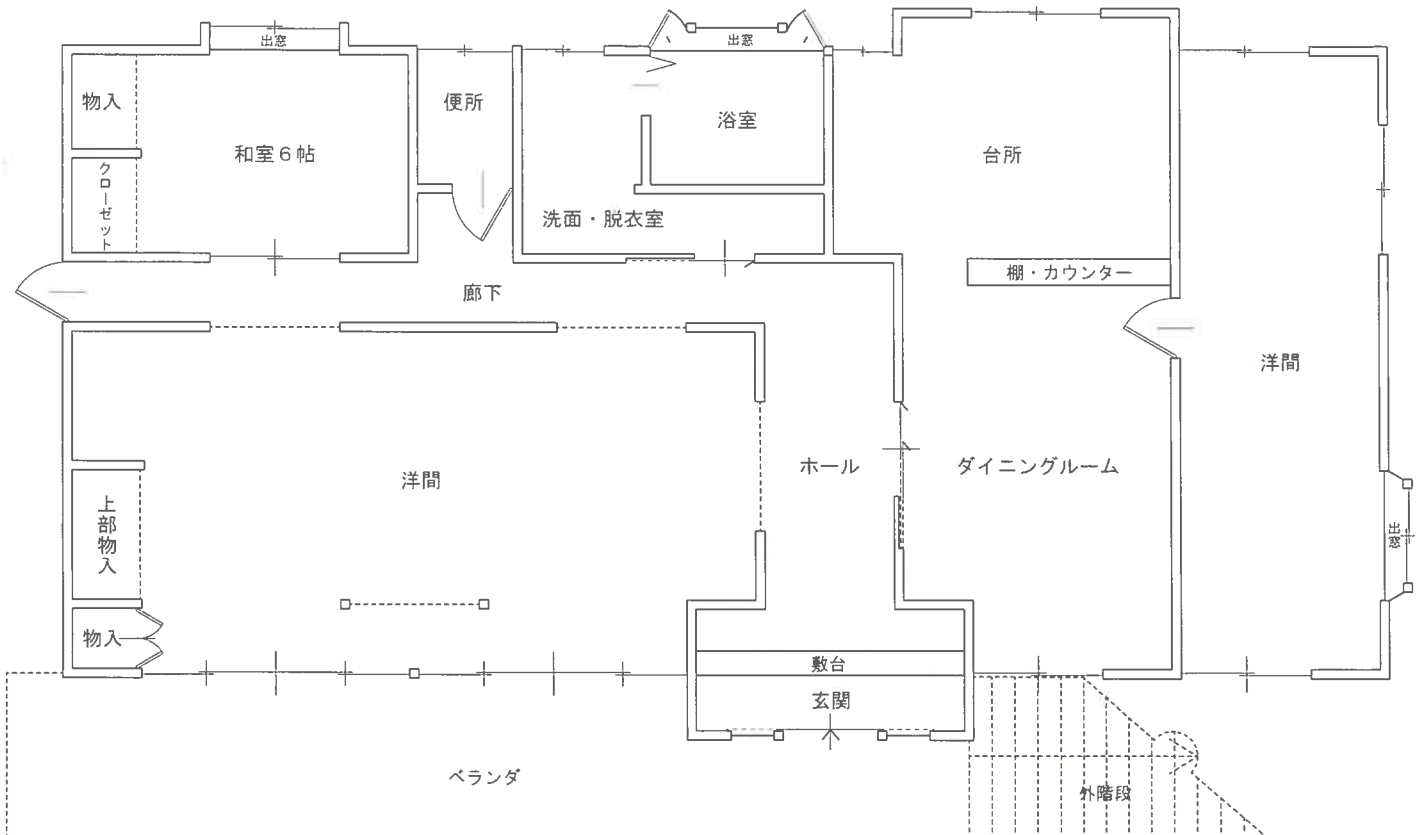 出窓
出窓
物入
便所
浴室
和室６帖
台所
クローゼット
洗面・脱衣室
棚・カウンター
廊下
洋間
ホール
ダイニングルーム
洋間
上部物入
出窓
物入
敷台
玄関
ベランダ
外階段